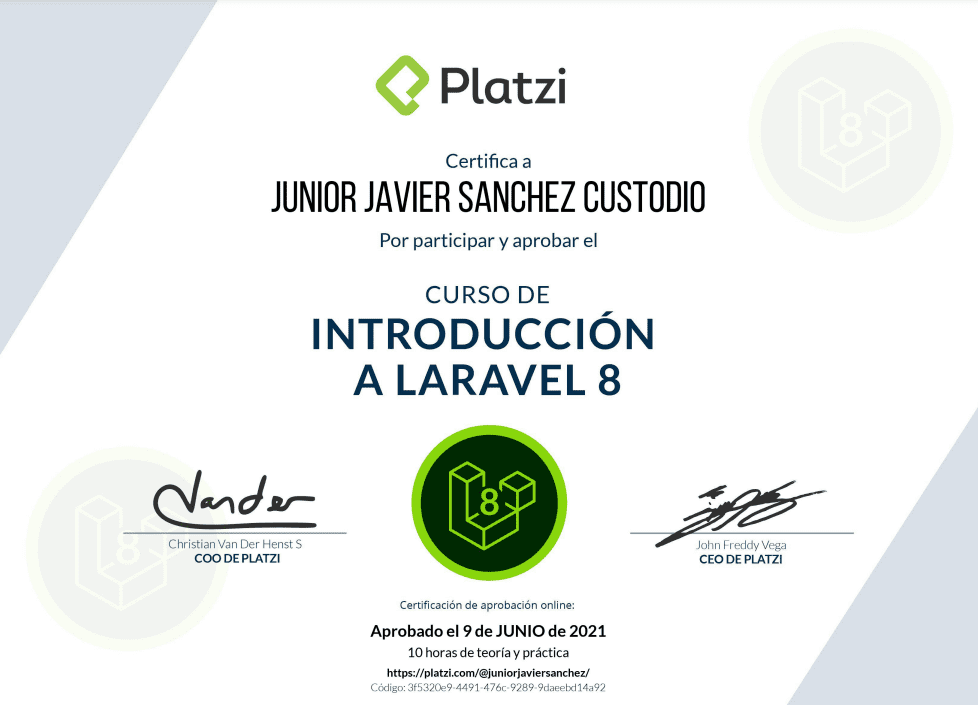 Platzi
Certifica a
JUNIOR JAVIER SANCHEZ CUSTODIO
Por participar y aprobar el
CURSO DE
INTRODUCCIÓN
A LARAVEL 8
8
8
8
Vander
Christian Van Der Henst S
COO DE PLATZI
John Freddy Vega
CEO DE PLATZI
Certificación de aprobación online:
Aprobado el 9 de JUNIO de 2021
10 horas de teoría y práctica
https://platzi.com/@juniorjaviersanchez/
Código: 3f5320e9-4491-476c-9289-9daeebd14a92